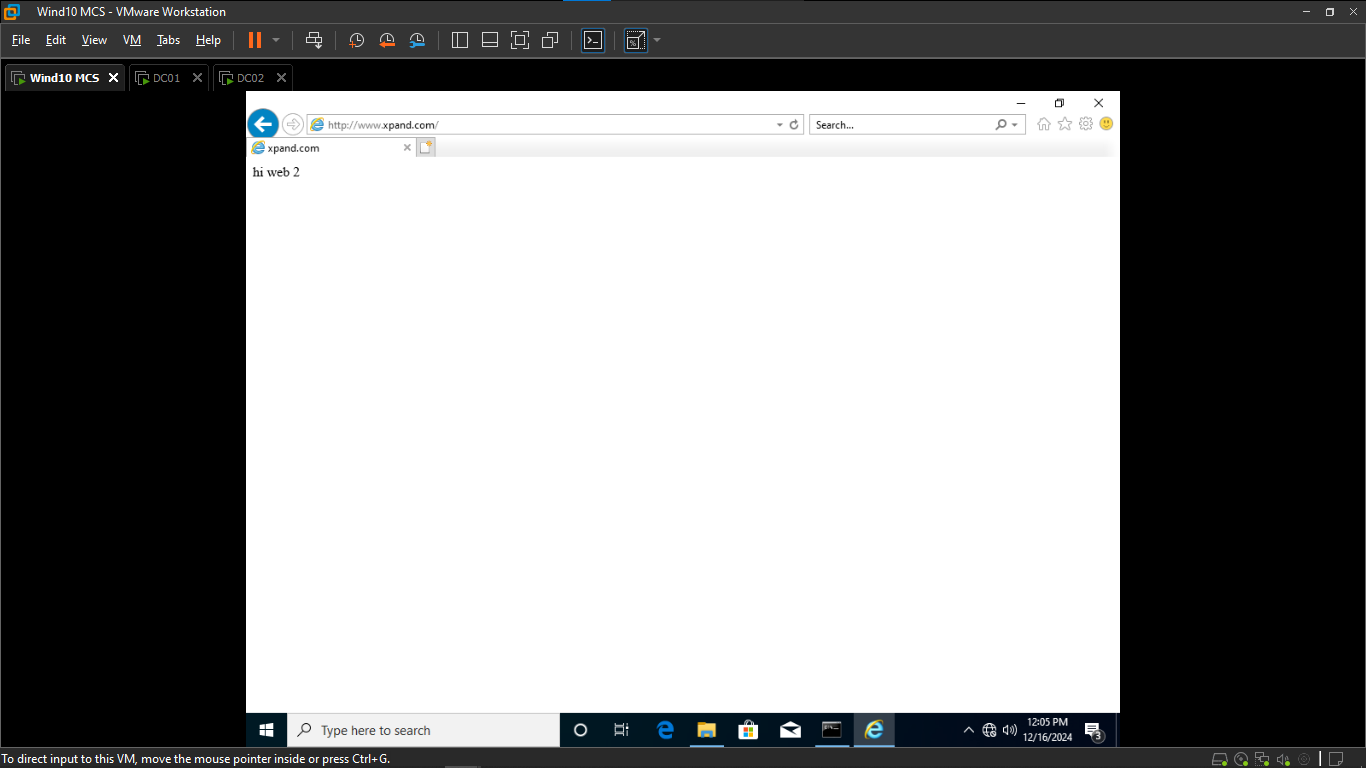 Wind10 MCS - VMware Workstation
File Edit View VM Tabs Help
Wind10 MCS DC01 DC02
http://www.xpand.com/ Search...
xpand.com
hi web 2
Type here to search
12:05 PM
12/16/2024
3
To direct input to this VM, move the mouse pointer inside or press Ctrl+G.